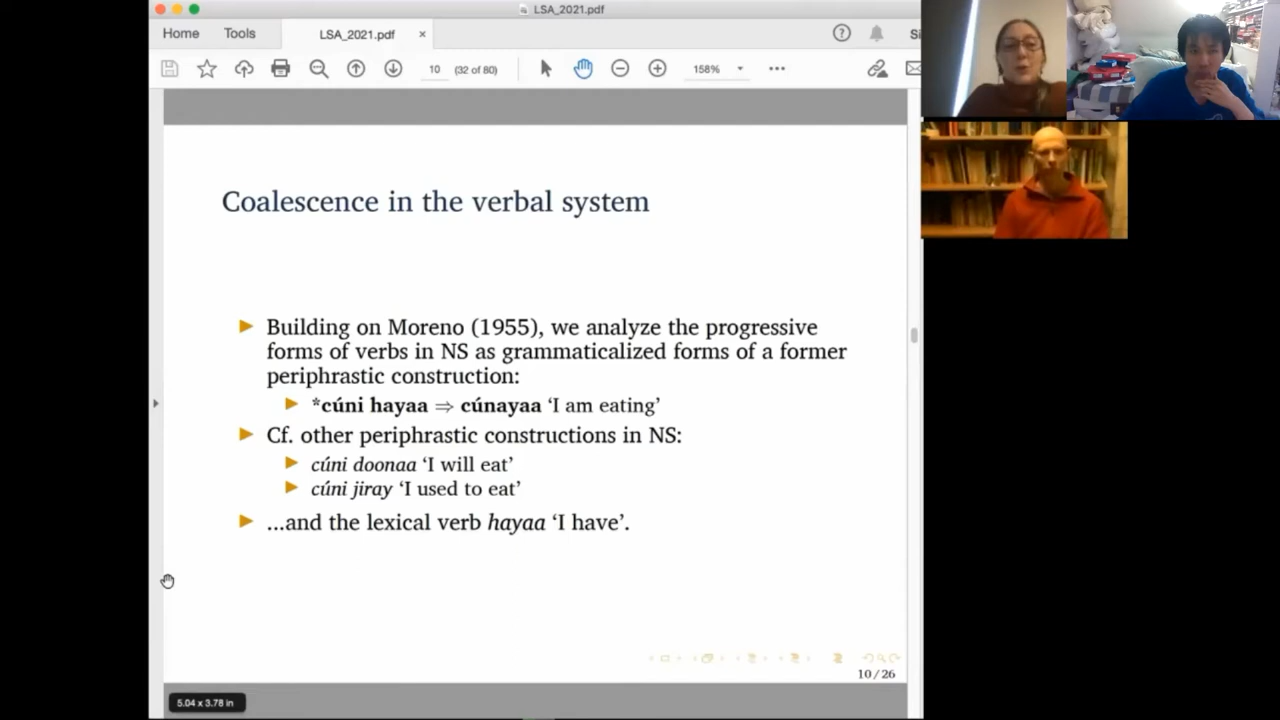 LSA_2021.pdf
Home Tools LSA_2021.pdf × ? Si
10 (32 of 80) 158%
Coalescence in the verbal system
Building on Moreno (1955), we analyze the progressive
forms of verbs in NS as grammaticalized forms of a former
periphrastic construction:
*cúni hayaa ⇒ cúnayaa ‘I am eating’
Cf. other periphrastic constructions in NS:
cúni doonaa ‘I will eat’
cúni jiray ‘I used to eat’
...and the lexical verb hayaa ‘I have’.
10/26
5.04 x 3.78 in